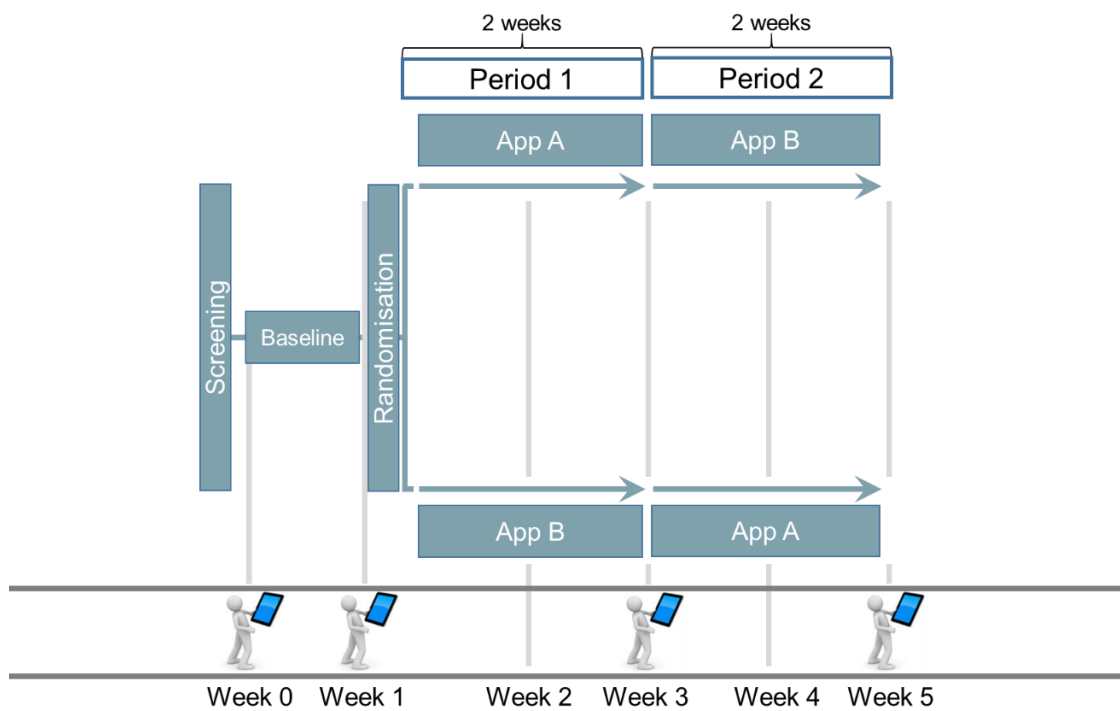 2 weeks
2 weeks
Period 1
Period 2
App A
App B
Screening
Baseline
Randomisation
App B
App A
Week 0
Week 1
Week 2
Week 3
Week 4
Week 5